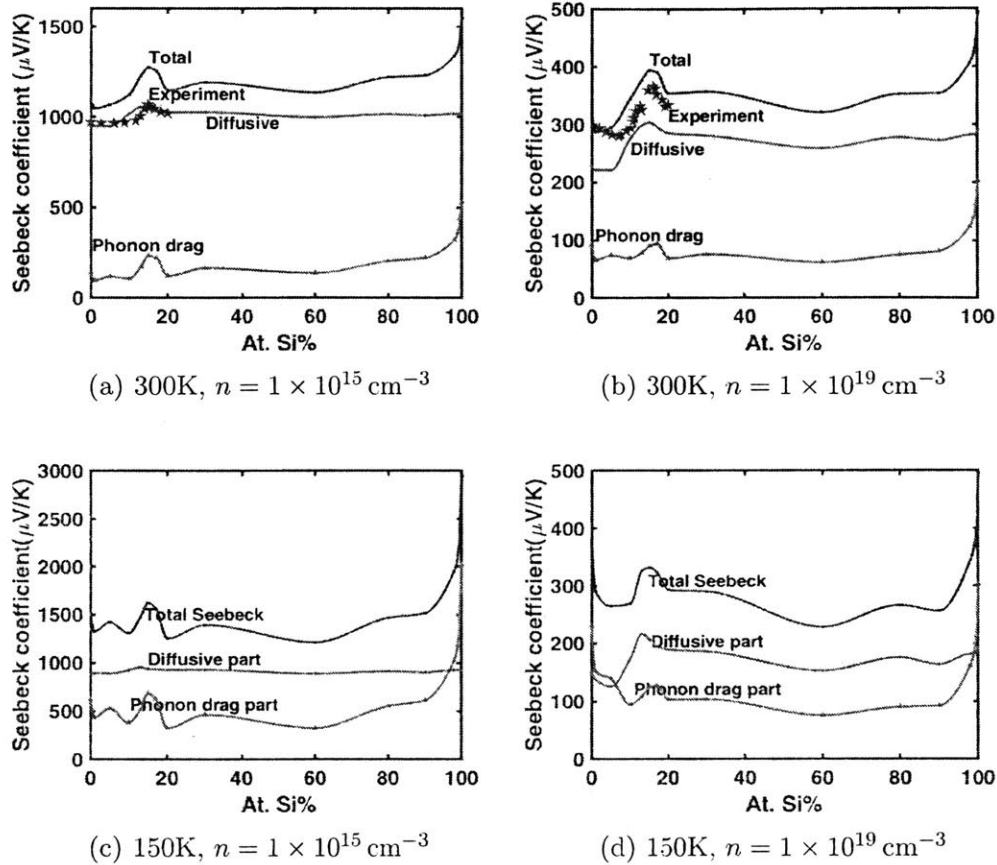 Seebeck coefficient (μV/K)
1500
1000
500
0
Total
Experiment
Diffusive
Phonon drag
0 20 40 60 80 100
At. Si%
(a) 300K, n = 1 × 10^15 cm^−3
Seebeck coefficient (μV/K)
500
400
300
200
100
0
Total
Experiment
Diffusive
Phonon drag
0 20 40 60 80 100
At. Si%
(b) 300K, n = 1 × 10^19 cm^−3
Seebeck coefficient(μV/K)
3000
2500
2000
1500
1000
500
0
Total Seebeck
Diffusive part
Phonon drag part
0 20 40 60 80 100
At. Si%
(c) 150K, n = 1 × 10^15 cm^−3
Seebeck coefficient(μV/K)
500
400
300
200
100
0
Total Seebeck
Diffusive part
Phonon drag part
0 20 40 60 80 100
At. Si%
(d) 150K, n = 1 × 10^19 cm^−3